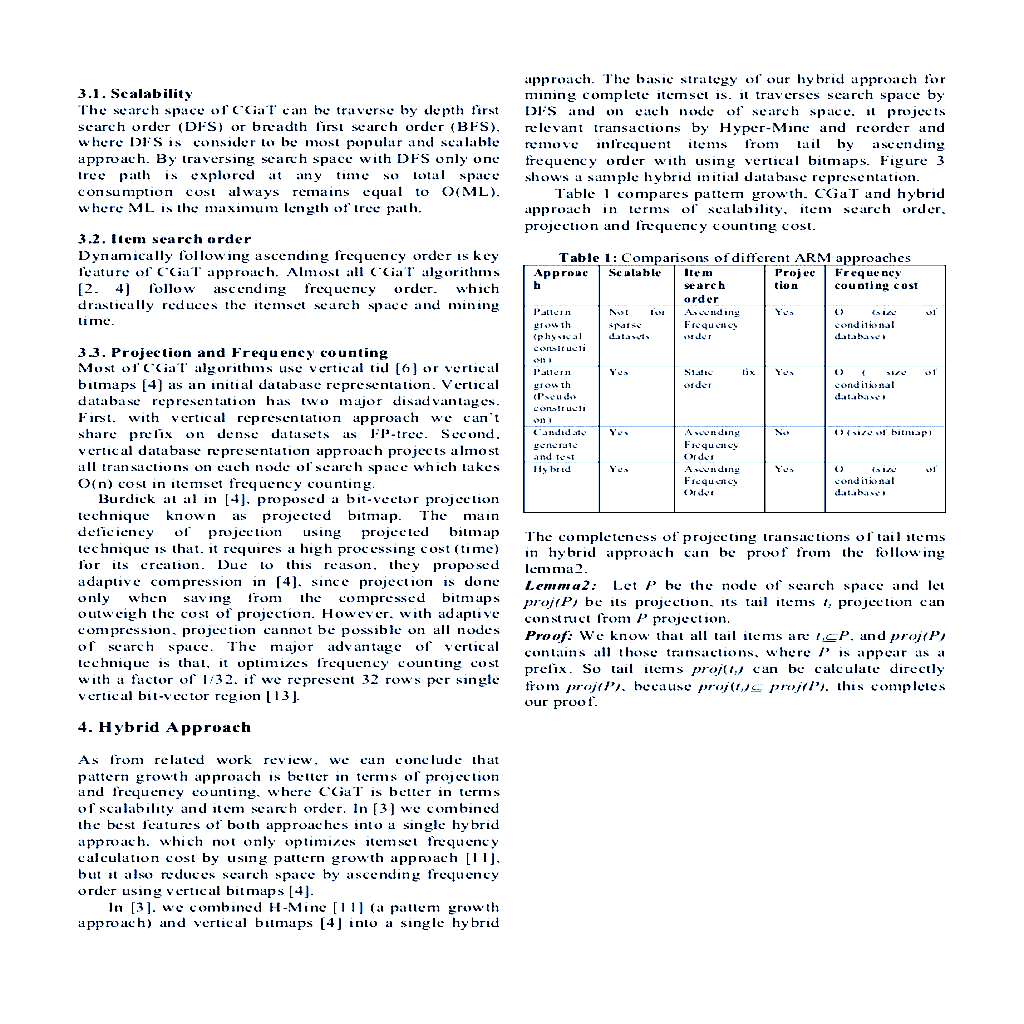 3.1. Scalability
The search space of CGaT can be traverse by depth first
search order (DFS) or breadth first search order (BFS),
where DFS is consider to be most popular and scalable
approach. By traversing search space with DFS only one
tree path is explored at any time so total space
consumption cost always remains equal to O(ML),
where ML is the maximum length of tree path.
3.2. Item search order
Dynamically following ascending frequency order is key
feature of CGaT approach. Almost all CGaT algorithms
[2, 4] follow ascending frequency order, which
drastically reduces the itemset search space and mining
time.
3.3. Projection and Frequency counting
Most of CGaT algorithms use vertical tid [6] or vertical
bitmaps [4] as an initial database representation. Vertical
database representation has two major disadvantages.
First, with vertical representation approach we can't
share prefix on dense datasets as FP-tree. Second,
vertical database representation approach projects almost
all transactions on each node of search space which takes
O(n) cost in itemset frequency counting.
Burdick at al in [4], proposed a bit-vector projection
technique known as projected bitmap. The main
deficiency of projection using projected bitmap
technique is that, it requires a high processing cost (time)
for its creation. Due to this reason, they proposed
adaptive compression in [4], since projection is done
only when saving from the compressed bitmaps
outweigh the cost of projection. However, with adaptive
compression, projection cannot be possible on all nodes
of search space. The major advantage of vertical
technique is that, it optimizes frequency counting cost
with a factor of 1/32, if we represent 32 rows per single
vertical bit-vector region [13].
4. Hybrid Approach
As from related work review, we can conclude that
pattern growth approach is better in terms of projection
and frequency counting, where CGaT is better in terms
of scalability and item search order. In [3] we combined
the best features of both approaches into a single hybrid
approach, which not only optimizes itemset frequency
calculation cost by using pattern growth approach [11],
but it also reduces search space by ascending frequency
order using vertical bitmaps [4].
In [3], we combined H-Mine [11] (a pattern growth
approach) and vertical bitmaps [4] into a single hybrid
approach. The basic strategy of our hybrid approach for
mining complete itemset is, it traverses search space by
DFS and on each node of search space, it projects
relevant transactions by Hyper-Mine and reorder and
remove infrequent items from tail by ascending
frequency order with using vertical bitmaps. Figure 3
shows a sample hybrid initial database representation.
Table 1 compares pattern growth, CGaT and hybrid
approach in terms of scalability, item search order,
projection and frequency counting cost.
Table 1: Comparisons of different ARM approaches
Approac Scalable Item Projec Frequency
h search tion counting cost
order
Pattern Not for Ascending Yes O (size of
growth sparse Frequency conditional
(physical datasets order database)
constructi
on)
Pattern Yes Static fix Yes O ( size of
growth order conditional
(Pseudo database)
constructi
on)
Candidate Yes Ascending No O (size of bitmap)
generate Frequency
and test Order
Hybrid Yes Ascending Yes O (size of
Frequency conditional
Order database)
The completeness of projecting transactions of tail items
in hybrid approach can be proof from the following
lemma2.
Lemma2: Let P be the node of search space and let
proj(P) be its projection, its tail items tᵢ projection can
construct from P projection.
Proof: We know that all tail items are tᵢ⊆P, and proj(P)
contains all those transactions, where P is appear as a
prefix. So tail items proj(tᵢ) can be calculate directly
from proj(P), because proj(tᵢ)⊆ proj(P), this completes
our proof.